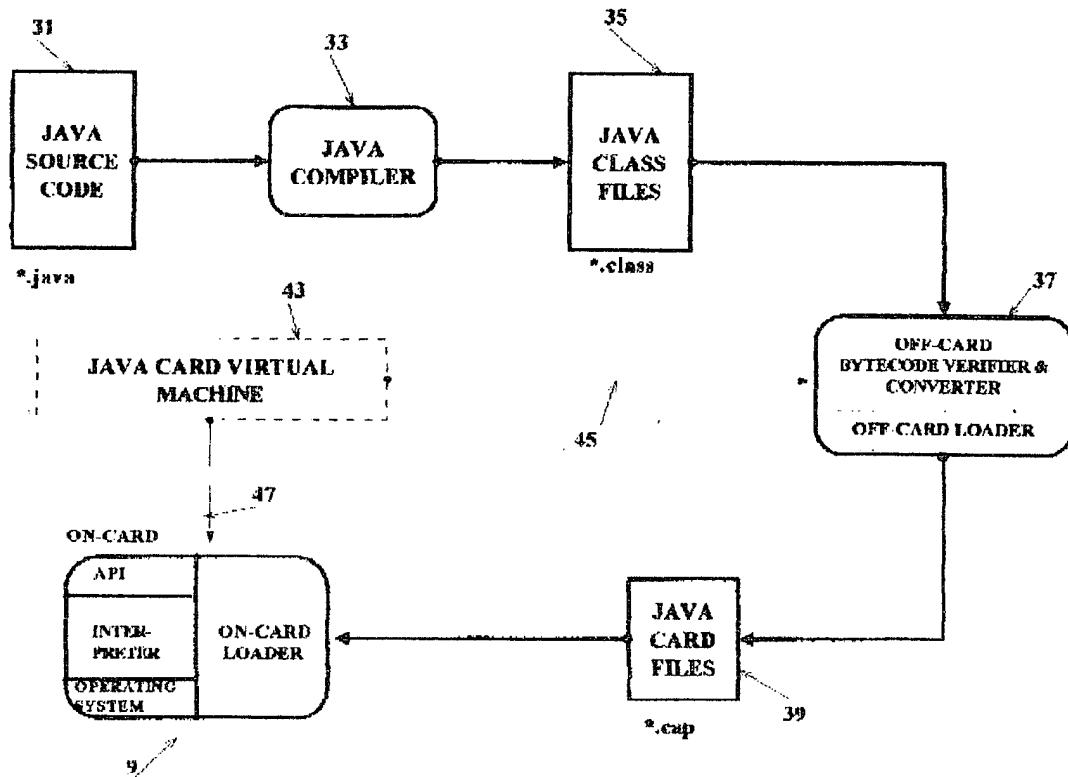 31
33
35
JAVA
SOURCE
CODE
JAVA
COMPILER
JAVA
CLASS
FILES
*.java
*.class
43
37
JAVA CARD VIRTUAL
MACHINE
OFF-CARD
BYTECODE VERIFIER &
CONVERTER
OFF-CARD LOADER
45
47
ON-CARD
API
INTER-
PRETER
OPERATING
SYSTEM
ON-CARD
LOADER
JAVA
CARD
FILES
*.cap
39
9